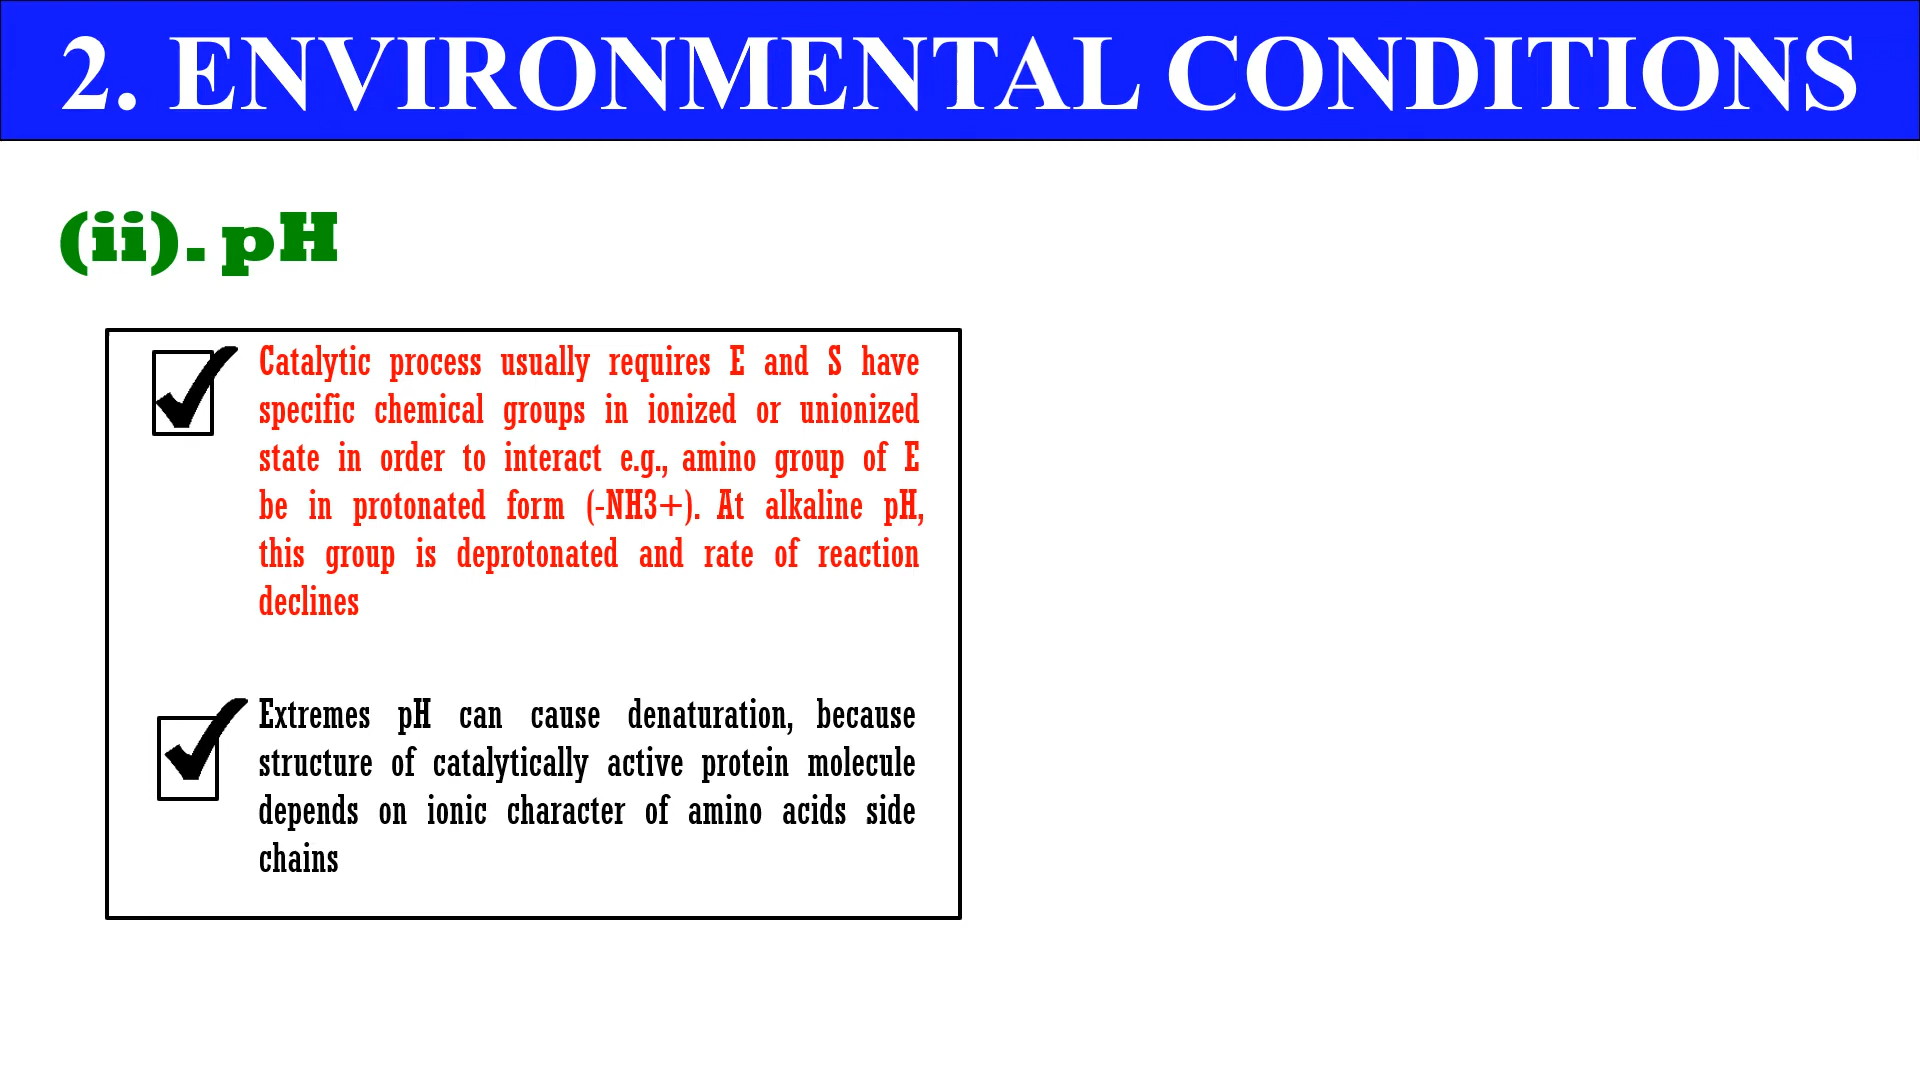 2. ENVIRONMENTAL CONDITIONS
(ii). pH
Catalytic process usually requires E and S have
specific chemical groups in ionized or unionized
state in order to interact e.g., amino group of E
be in protonated form (-NH3+). At alkaline pH,
this group is deprotonated and rate of reaction
declines
Extremes pH can cause denaturation, because
structure of catalytically active protein molecule
depends on ionic character of amino acids side
chains